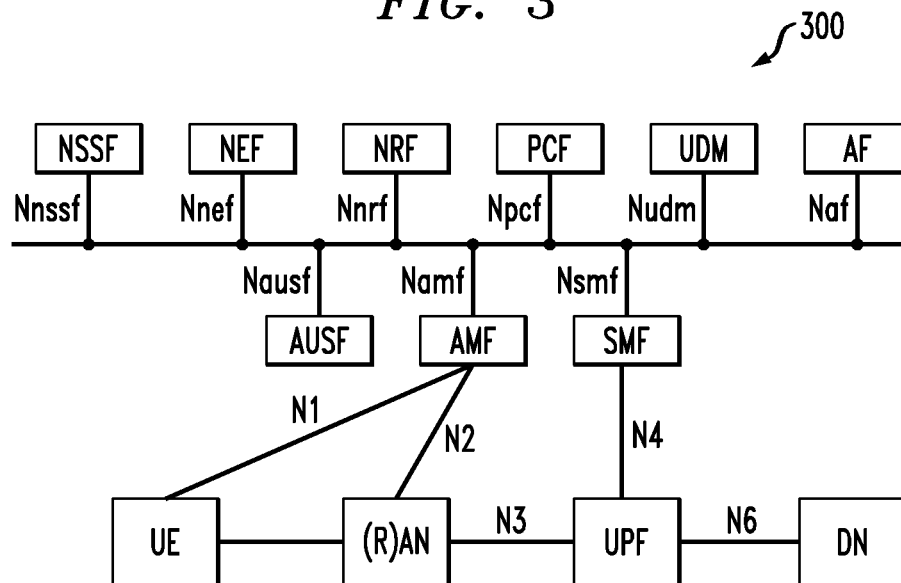 FIG. 3
300
NSSF NEF NRF PCF UDM AF
Nnssf Nnef Nnrf Npcf Nudm Naf
Nausf Namf Nsmf
AUSF AMF SMF
N1 N2 N4
UE (R)AN N3 UPF N6 DN